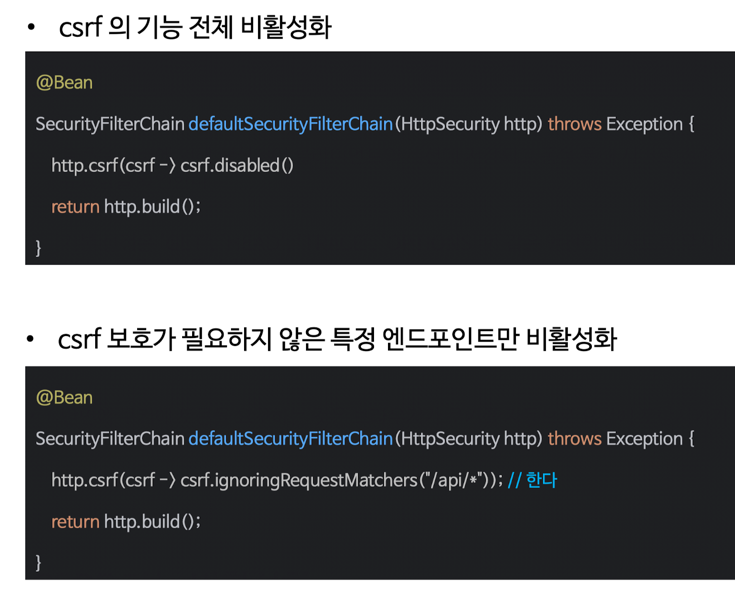 • csrf 의 기능 전체 비활성화
@Bean
SecurityFilterChain defaultSecurityFilterChain(HttpSecurity http) throws Exception {
http.csrf(csrf -> csrf.disabled()
return http.build();
}
• csrf 보호가 필요하지 않은 특정 엔드포인트만 비활성화
@Bean
SecurityFilterChain defaultSecurityFilterChain(HttpSecurity http) throws Exception {
http.csrf(csrf -> csrf.ignoringRequestMatchers("/api/*")); // 한다
return http.build();
}